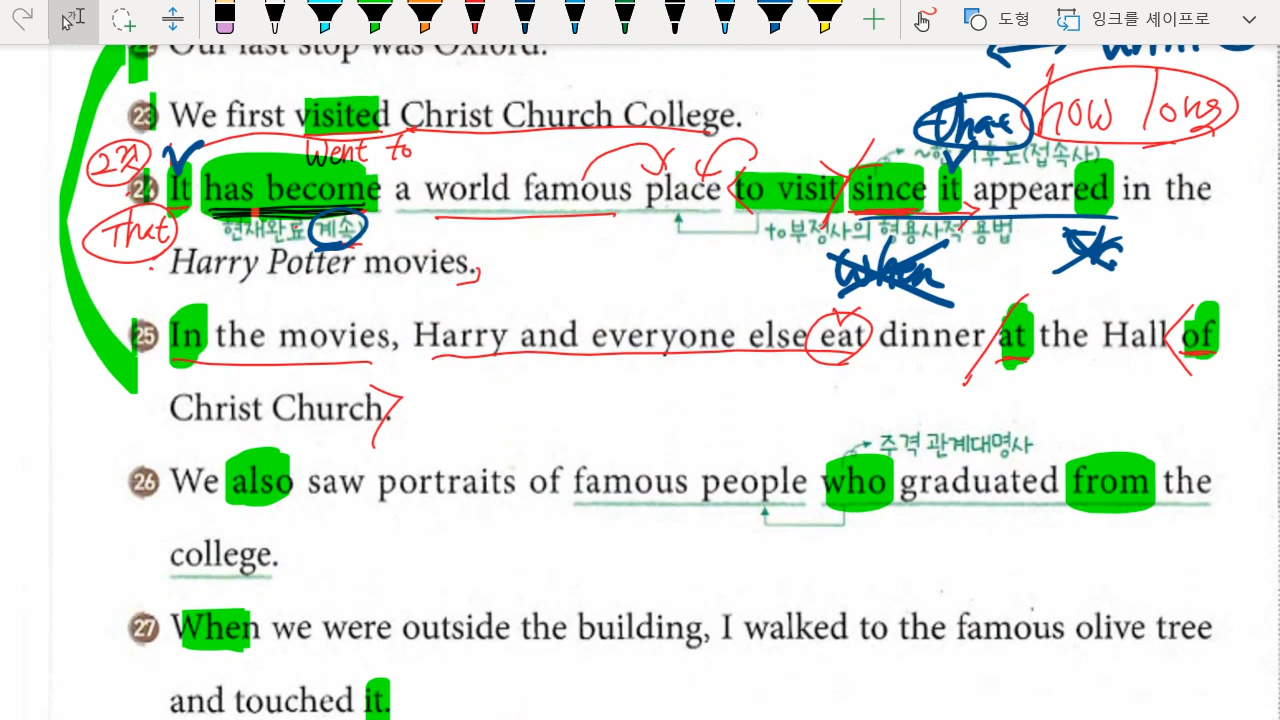 도형
잉크를 셰이프로
Our last stop was Oxford.
how long
that
23 We first visited Christ Church College.
went to
~한 이후로(접속사)
24 It has become a world famous place to visit since it appeared in the
That
현재완료(계속)
to부정사의 형용사적 용법
when
Harry Potter movies.
25 In the movies, Harry and everyone else eat dinner at the Hall of
Christ Church.
주격 관계대명사
26 We also saw portraits of famous people who graduated from the
college.
27 When we were outside the building, I walked to the famous olive tree
and touched it.